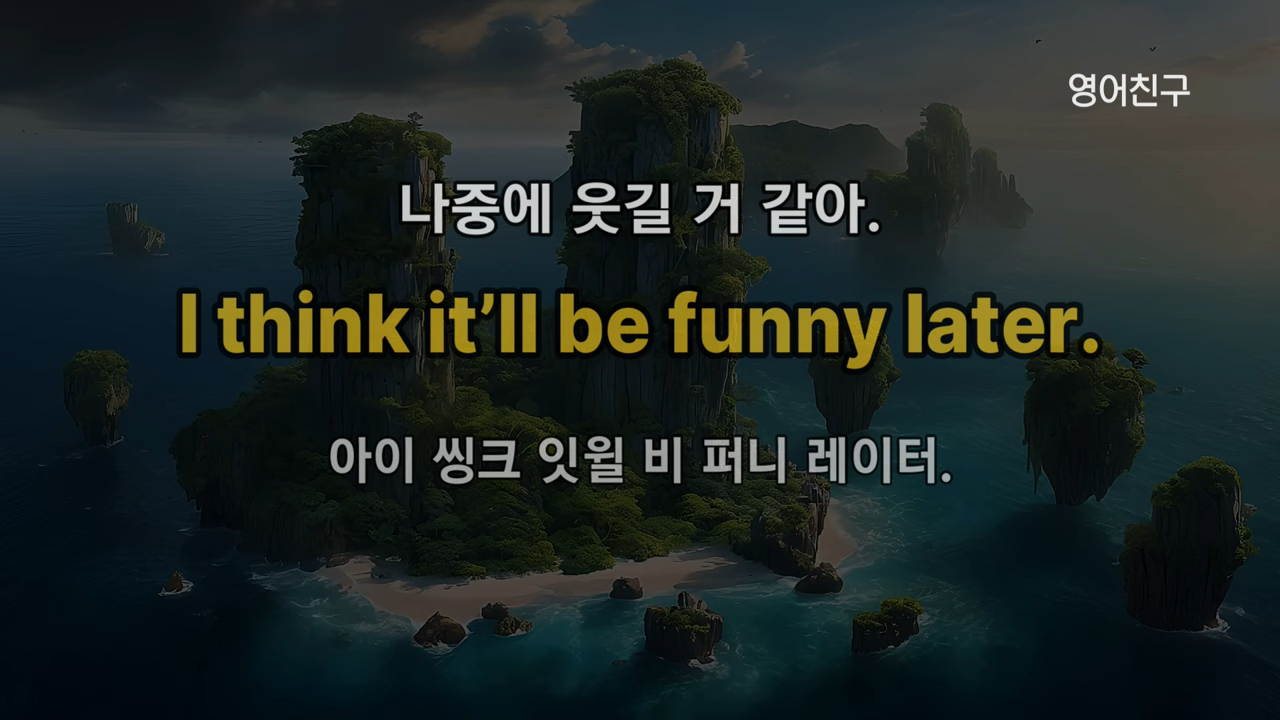 영어친구
나중에 웃길 거 같아.
I think it’ll be funny later.
아이 씽크 잇윌 비 퍼니 레이터.